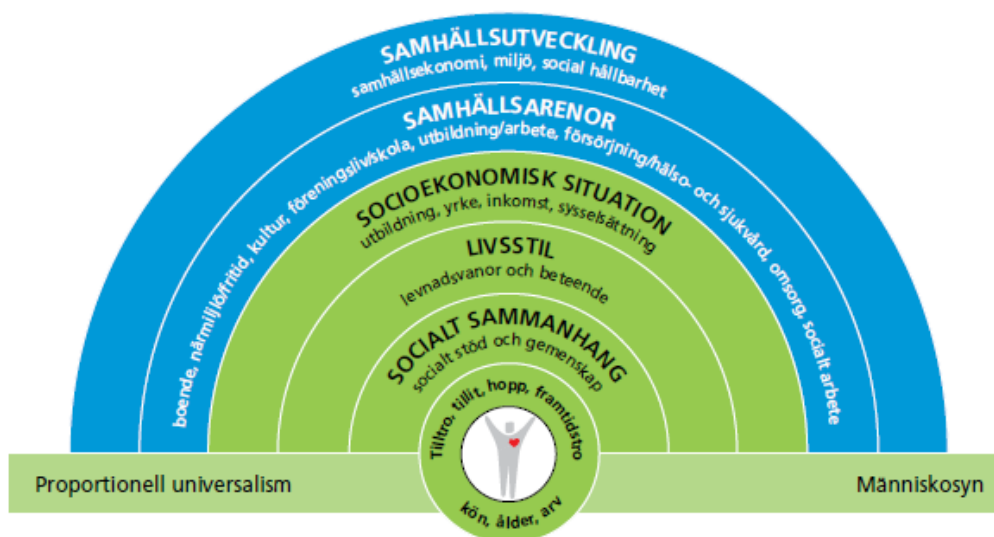 SAMHÄLLSUTVECKLING
samhällsekonomi, miljö, social hållbarhet
SAMHÄLLSARENOR
boende, närmiljö/fritid, kultur, föreningsliv/skola, utbildning/arbete, försörjning/hälso- och sjukvård, omsorg, socialt arbete
SOCIOEKONOMISK SITUATION
utbildning, yrke, inkomst, sysselsättning
LIVSSTIL
levnadsvanor och beteende
SOCIALT SAMMANHANG
socialt stöd och gemenskap
Tilltro, tillit, hopp, framtidstro
kön, ålder, arv
Proportionell universalism
Människosyn